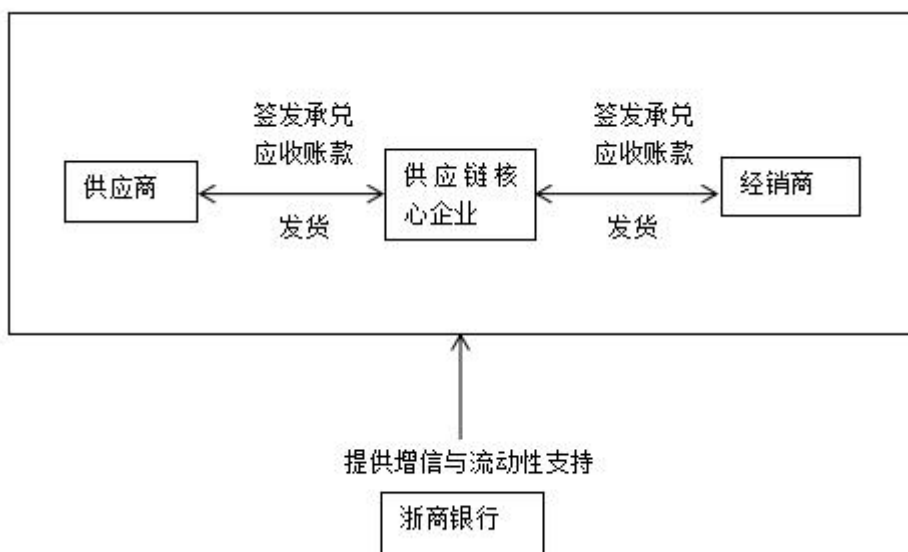 签发承兑
应收账款
签发承兑
应收账款
供应商
供应链核
心企业
经销商
发货
发货
提供增信与流动性支持
浙商银行